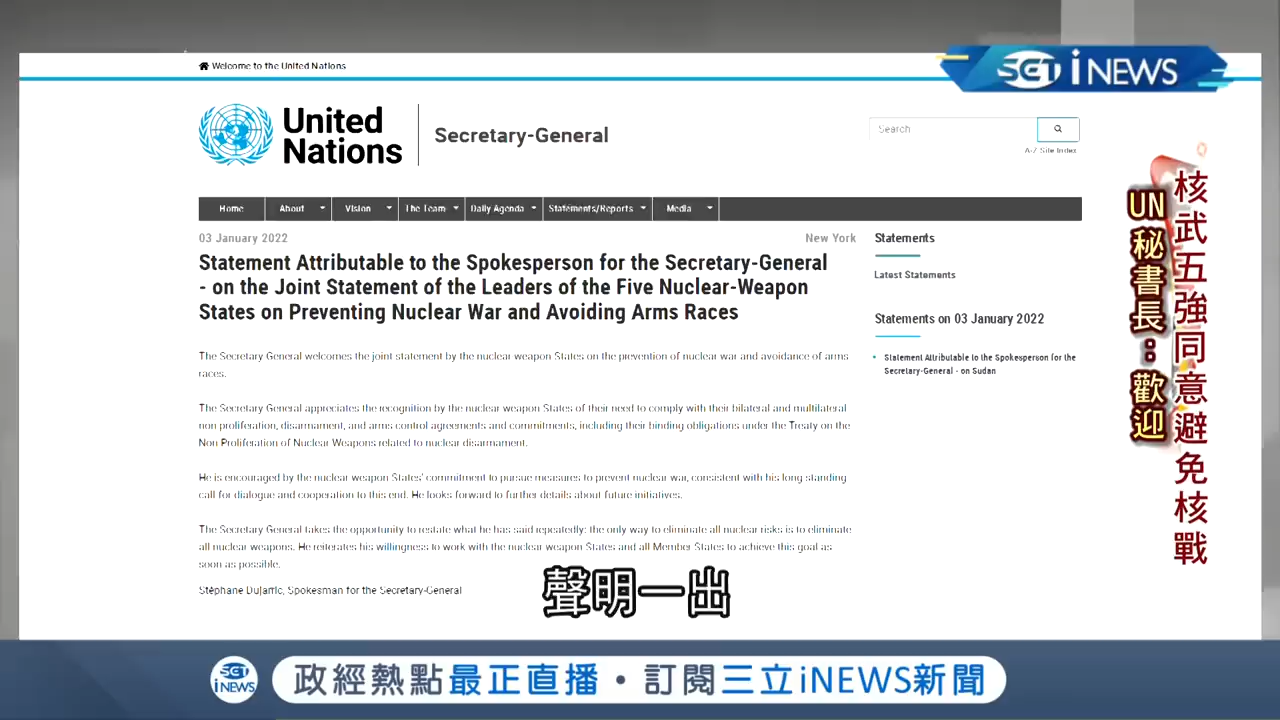 Welcome to the United Nations
SET iNEWS
United
Nations
Secretary-General
Search
A-Z Site Index
Home
About
Vision
The Team
Daily Agenda
Statements/Reports
Media
03 January 2022
New York
Statement Attributable to the Spokesperson for the Secretary-General
- on the Joint Statement of the Leaders of the Five Nuclear-Weapon
States on Preventing Nuclear War and Avoiding Arms Races
The Secretary General welcomes the joint statement by the nuclear weapon States on the prevention of nuclear war and avoidance of arms
races.
The Secretary General appreciates the recognition by the nuclear weapon States of their need to comply with their bilateral and multilateral
non proliferation, disarmament, and arms control agreements and commitments, including their binding obligations under the Treaty on the
Non Proliferation of Nuclear Weapons related to nuclear disarmament.
He is encouraged by the nuclear weapon States' commitment to pursue measures to prevent nuclear war, consistent with his long standing
call for dialogue and cooperation to this end. He looks forward to further details about future initiatives.
The Secretary General takes the opportunity to restate what he has said repeatedly: the only way to eliminate all nuclear risks is to eliminate
all nuclear weapons. He reiterates his willingness to work with the nuclear weapon States and all Member States to achieve this goal as
soon as possible.
Stéphane Dujarric, Spokesman for the Secretary-General
Statements
Latest Statements
Statements on 03 January 2022
Statement Attributable to the Spokesperson for the
Secretary-General - on Sudan
核武五強同意避免核戰
UN秘書長：歡迎
聲明一出
SET iNEWS
政經熱點最正直播・訂閱三立iNEWS新聞